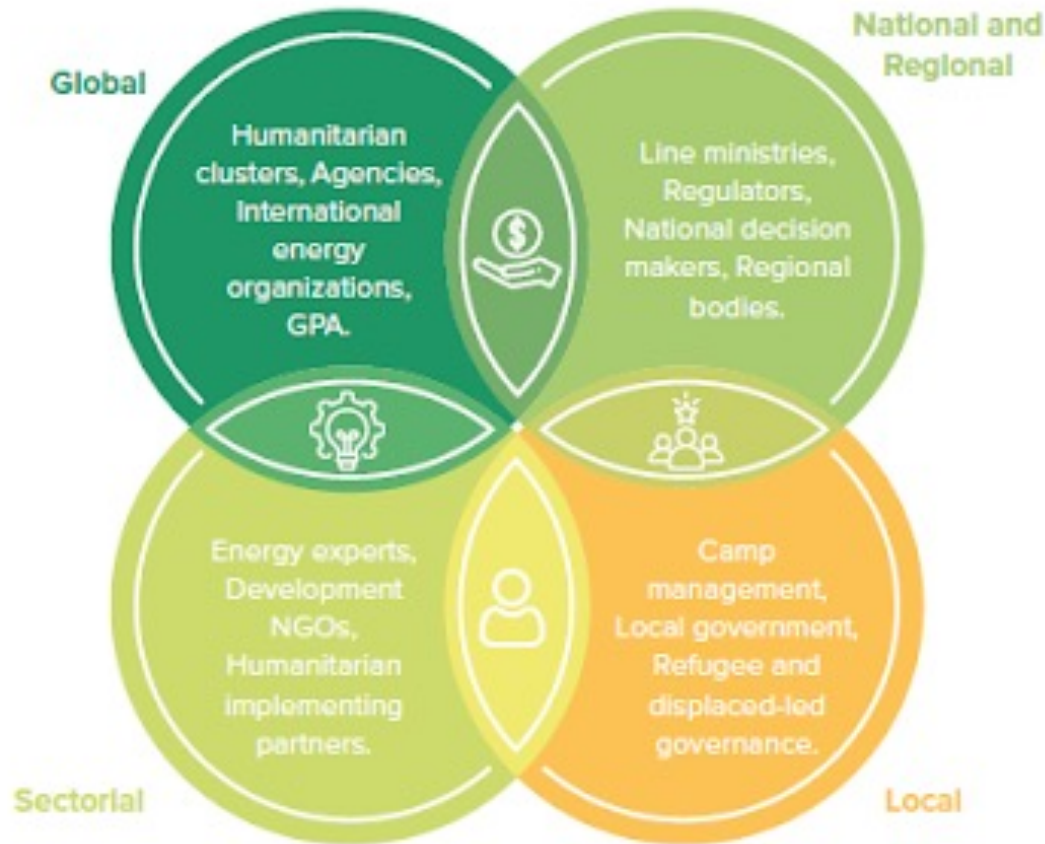 Global
Humanitarian
clusters, Agencies,
International
energy
organizations,
GPA.
National and
Regional
Line ministries,
Regulators,
National decision
makers, Regional
bodies.
$
Energy experts,
Development
NGOs,
Humanitarian
implementing
partners.
Sectorial
Camp
management,
Local government,
Refugee and
displaced-led
governance.
Local